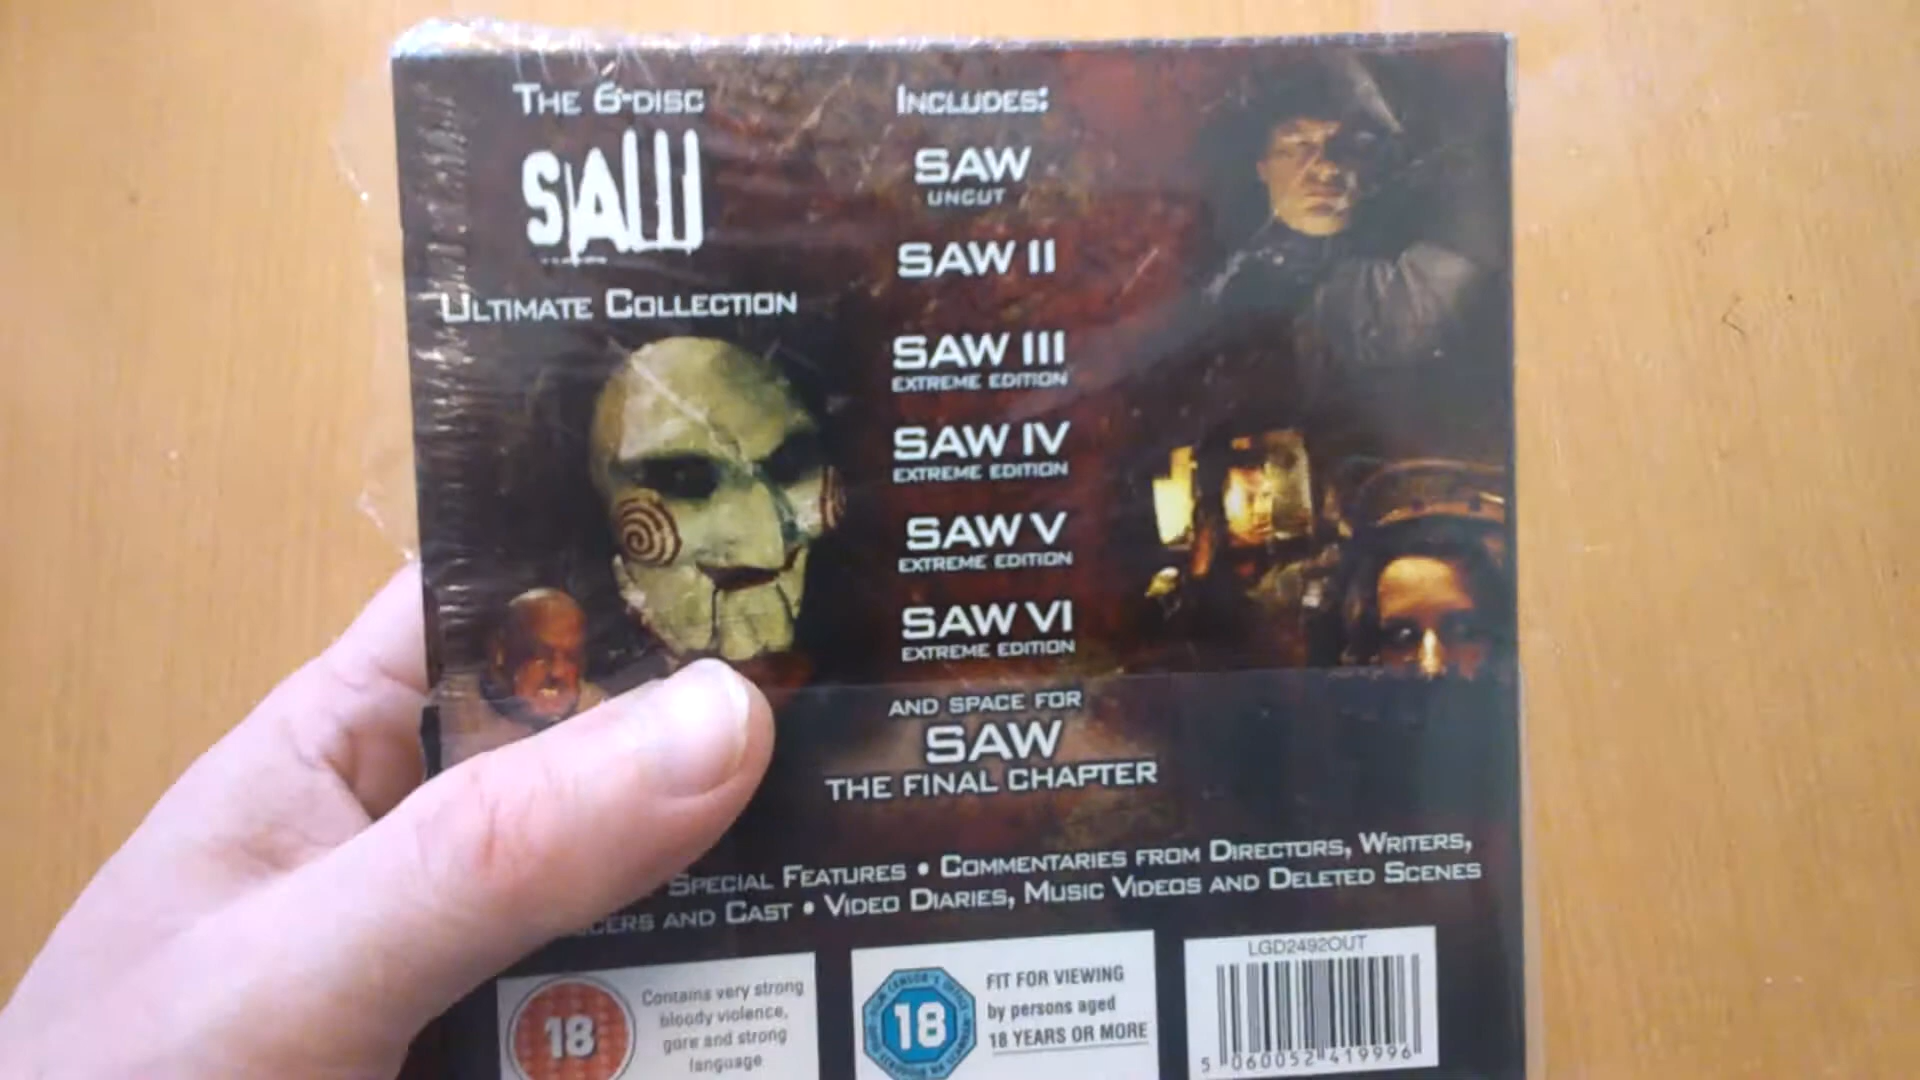 THE 6-DISC
SAW
ULTIMATE COLLECTION
INCLUDES:
SAW
UNCUT
SAW II
SAW III
EXTREME EDITION
SAW IV
EXTREME EDITION
SAW V
EXTREME EDITION
SAW VI
EXTREME EDITION
AND SPACE FOR
SAW
THE FINAL CHAPTER
SPECIAL FEATURES • COMMENTARIES FROM DIRECTORS, WRITERS,
AND CAST • VIDEO DIARIES, MUSIC VIDEOS AND DELETED SCENES
18
Contains very strong
bloody violence,
gore and strong
language
18
FIT FOR VIEWING
by persons aged
18 YEARS OR MORE
LGD2492OUT
5 060052 419996